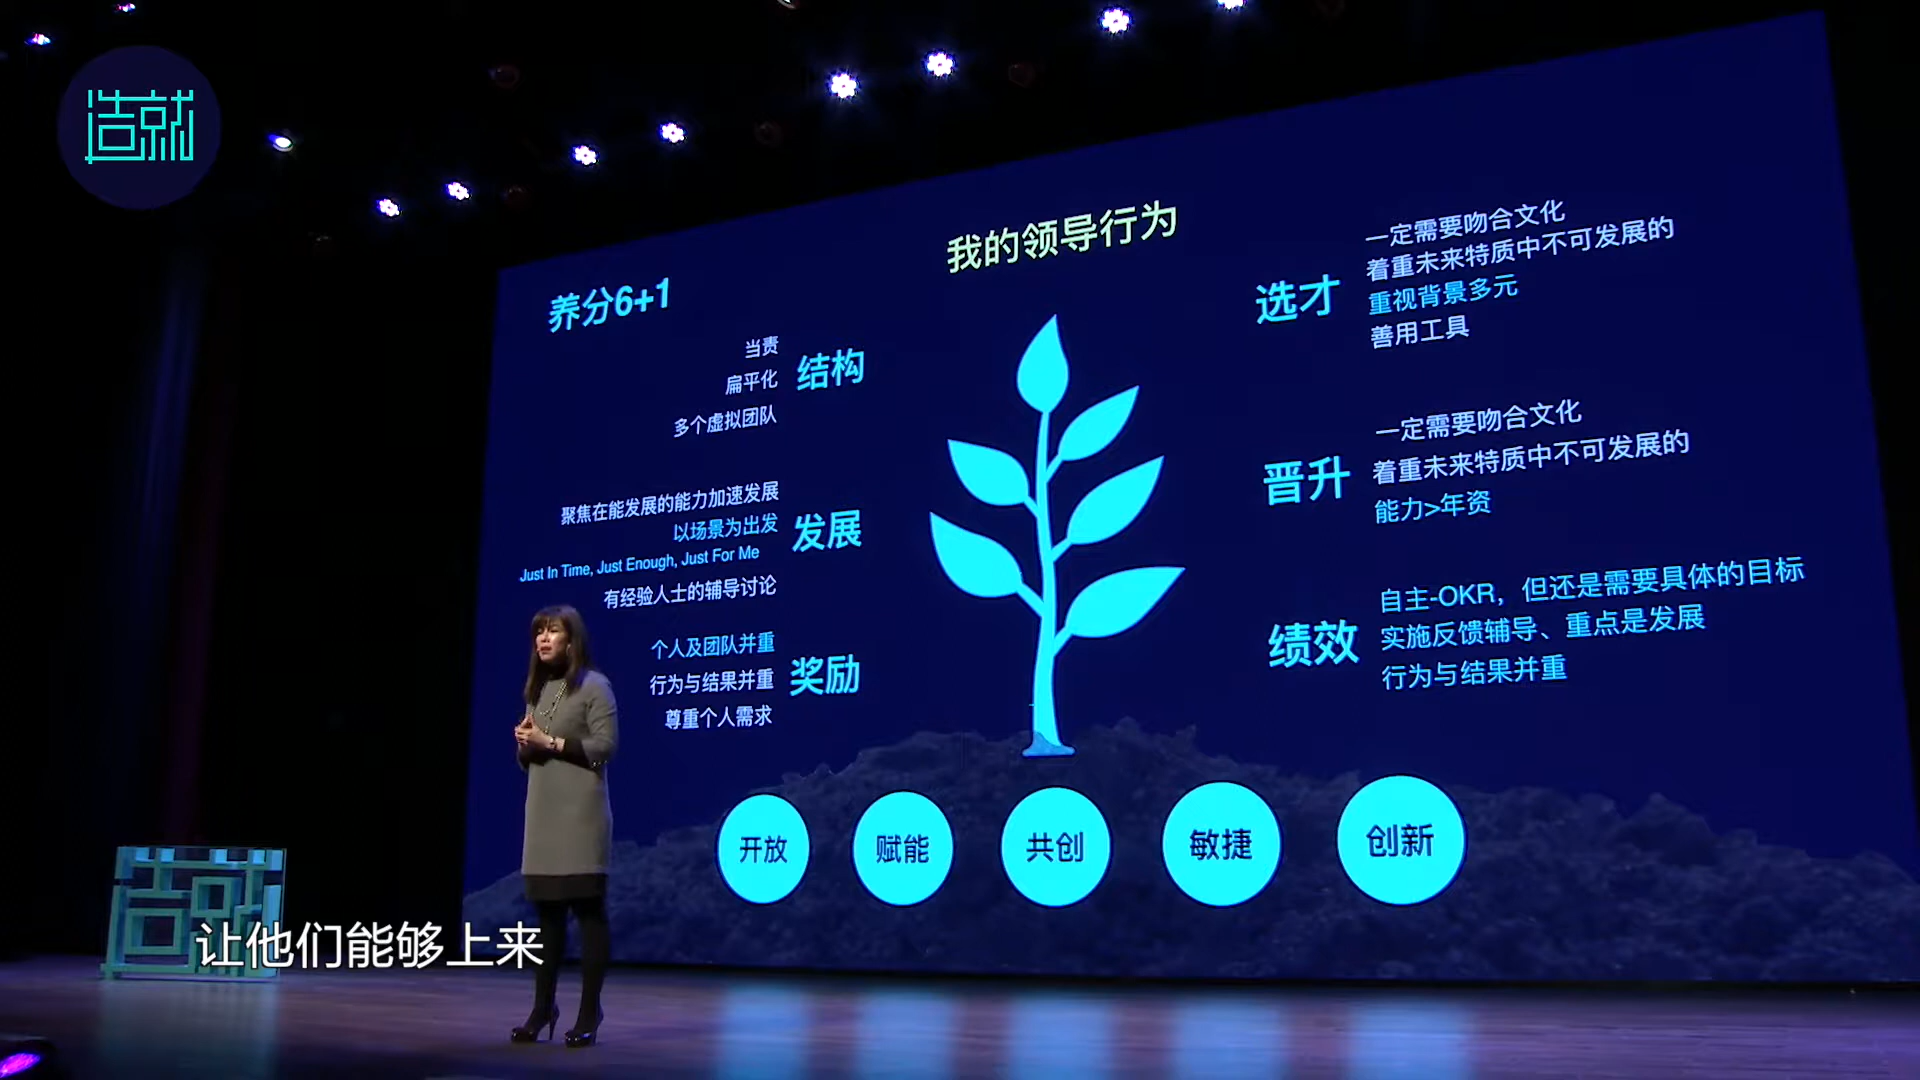 造就
我的领导行为
养分6+1
当责
扁平化
多个虚拟团队
结构
聚焦在能发展的能力加速发展
以场景为出发
Just In Time, Just Enough, Just For Me
有经验人士的辅导讨论
发展
个人及团队并重
行为与结果并重
尊重个人需求
奖励
选才
一定需要吻合文化
着重未来特质中不可发展的
重视背景多元
善用工具
晋升
一定需要吻合文化
着重未来特质中不可发展的
能力>年资
绩效
自主-OKR，但还是需要具体的目标
实施反馈辅导、重点是发展
行为与结果并重
开放
赋能
共创
敏捷
创新
造就
让他们能够上来